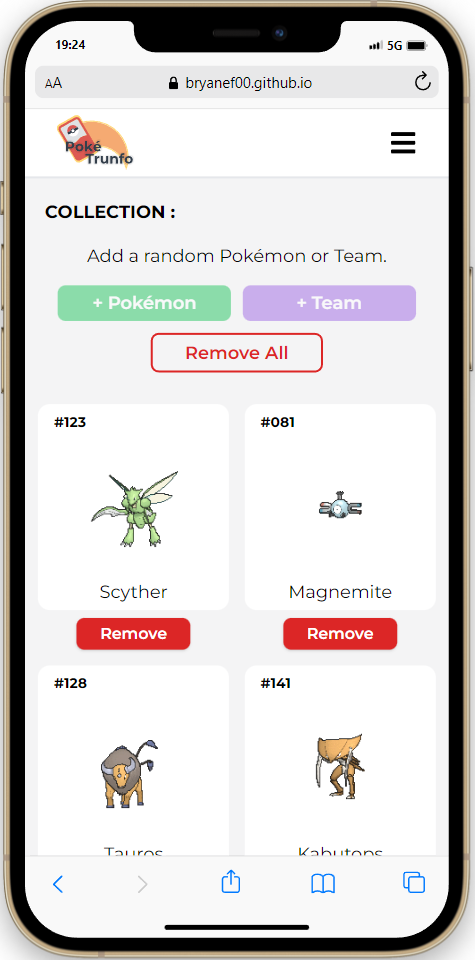 19:24
5G
AA
bryanef00.github.io
Poké
Trunfo
COLLECTION :
Add a random Pokémon or Team.
+ Pokémon
+ Team
Remove All
#123
#081
Scyther
Magnemite
Remove
Remove
#128
#141
Tauros
Kabutops